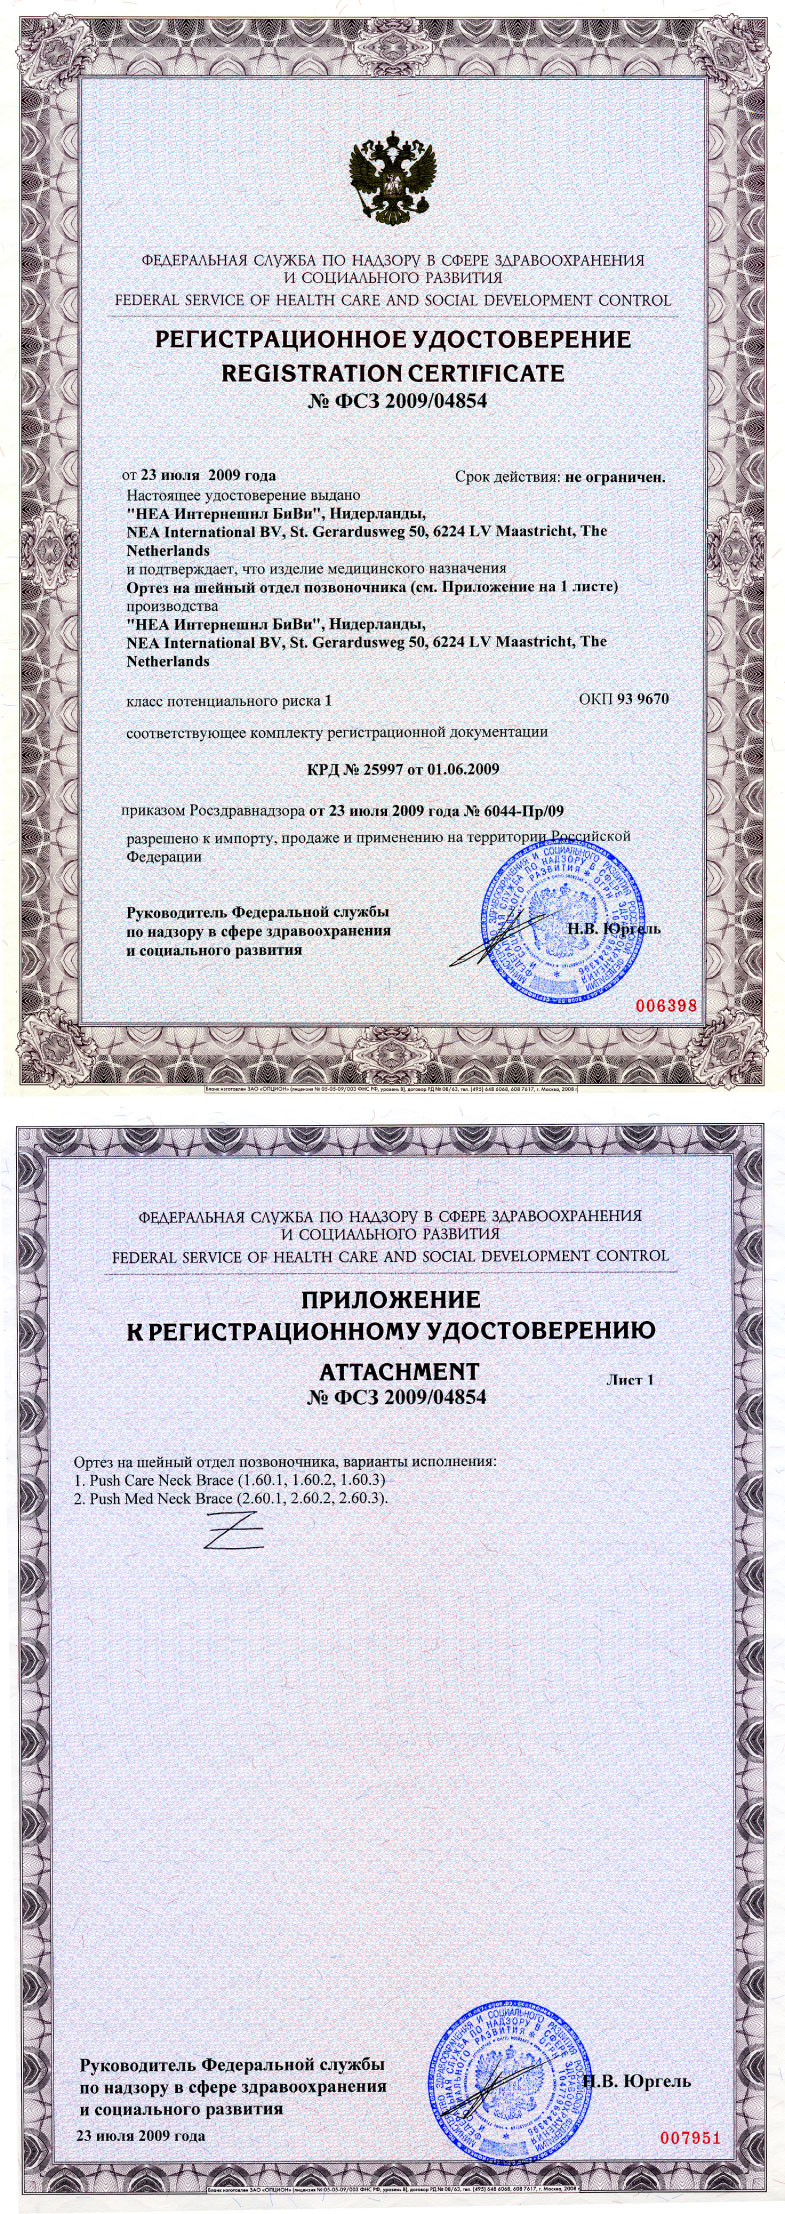 ФЕДЕРАЛЬНАЯ СЛУЖБА ПО НАДЗОРУ В СФЕРЕ ЗДРАВООХРАНЕНИЯ
И СОЦИАЛЬНОГО РАЗВИТИЯ
FEDERAL SERVICE OF HEALTH CARE AND SOCIAL DEVELOPMENT CONTROL
РЕГИСТРАЦИОННОЕ УДОСТОВЕРЕНИЕ
REGISTRATION CERTIFICATE
№ ФСЗ 2009/04854
от 23 июля 2009 года Срок действия: не ограничен.
Настоящее удостоверение выдано
"НЕА Интернешнл БиВи", Нидерланды,
NEA International BV, St. Gerardusweg 50, 6224 LV Maastricht, The
Netherlands
и подтверждает, что изделие медицинского назначения
Ортез на шейный отдел позвоночника (см. Приложение на 1 листе)
производства
"НЕА Интернешнл БиВи", Нидерланды,
NEA International BV, St. Gerardusweg 50, 6224 LV Maastricht, The
Netherlands
класс потенциального риска 1 ОКП 93 9670
соответствующее комплекту регистрационной документации
КРД № 25997 от 01.06.2009
приказом Росздравнадзора от 23 июля 2009 года № 6044-Пр/09
разрешено к импорту, продаже и применению на территории Российской
Федерации
Руководитель Федеральной службы
по надзору в сфере здравоохранения
и социального развития
Н.В. Юргель
006398
Бланк изготовлен ЗАО «ОПЦИОН» (лицензия № 05-05-09/003 ФНС РФ, уровень В), договор РД № 08/63, тел. (495) 648 6068, 608 7617, г. Москва, 2008 г.
ФЕДЕРАЛЬНАЯ СЛУЖБА ПО НАДЗОРУ В СФЕРЕ ЗДРАВООХРАНЕНИЯ
И СОЦИАЛЬНОГО РАЗВИТИЯ
FEDERAL SERVICE OF HEALTH CARE AND SOCIAL DEVELOPMENT CONTROL
ПРИЛОЖЕНИЕ
К РЕГИСТРАЦИОННОМУ УДОСТОВЕРЕНИЮ
ATTACHMENT
Лист 1
№ ФСЗ 2009/04854
Ортез на шейный отдел позвоночника, варианты исполнения:
1. Push Care Neck Brace (1.60.1, 1.60.2, 1.60.3)
2. Push Med Neck Brace (2.60.1, 2.60.2, 2.60.3).
Руководитель Федеральной службы
по надзору в сфере здравоохранения
и социального развития
Н.В. Юргель
23 июля 2009 года
007951
Бланк изготовлен ЗАО «ОПЦИОН» (лицензия № 05-05-09/003 ФНС РФ, уровень В), договор РД № 08/63, тел. (495) 648 6068, 608 7617, г. Москва, 2008 г.